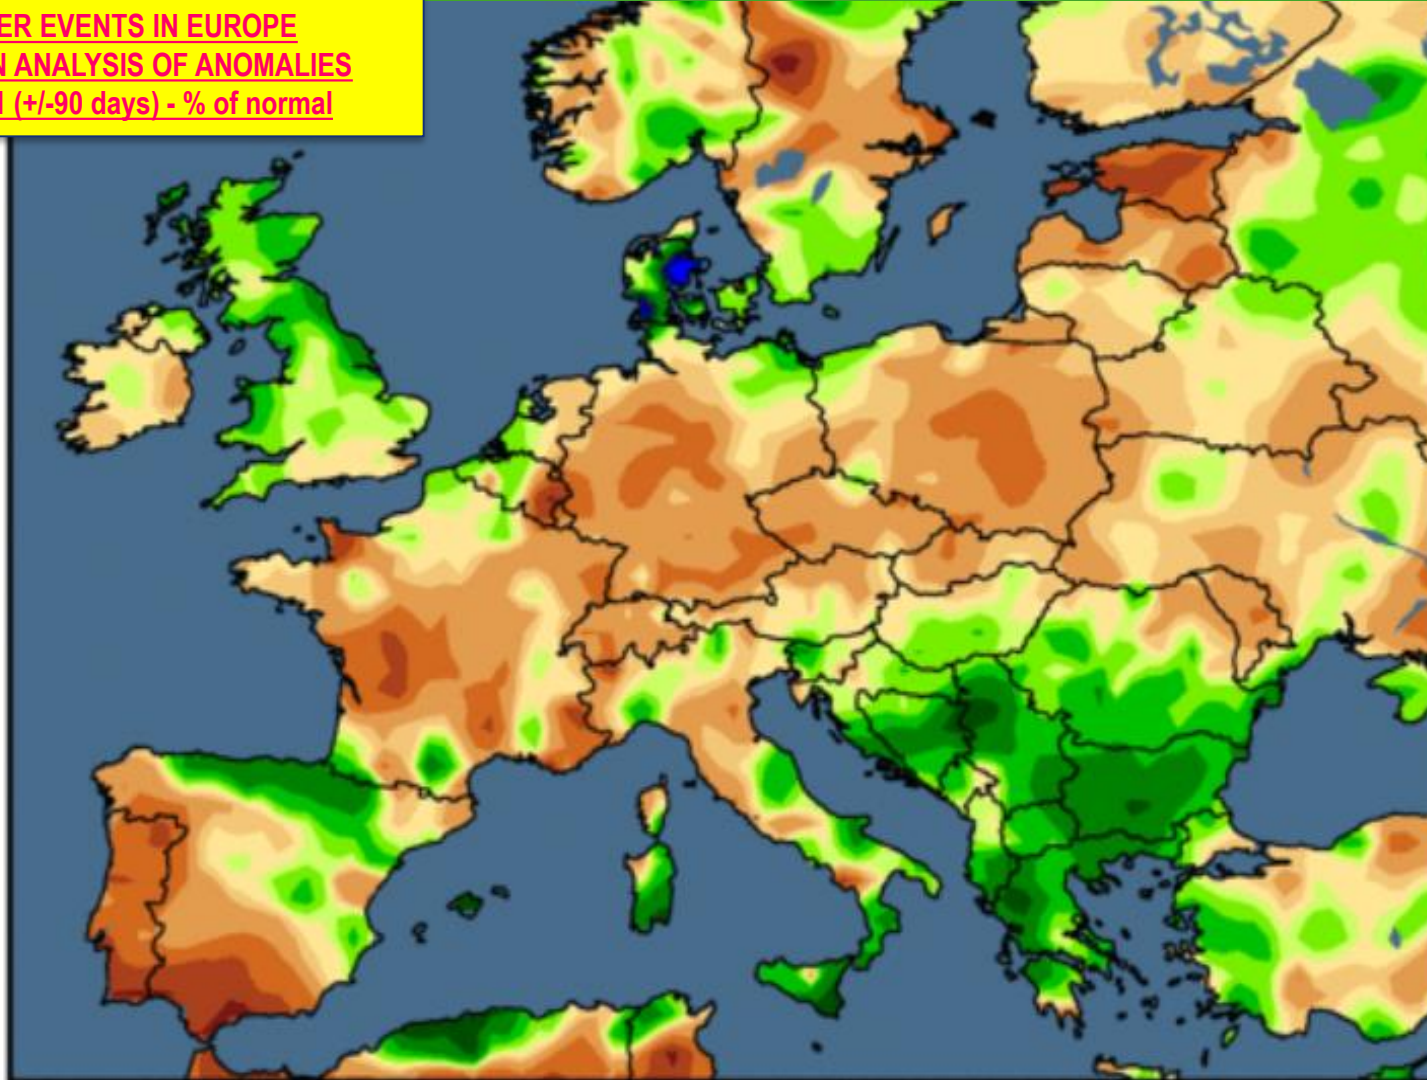 ER EVENTS IN EUROPE
N ANALYSIS OF ANOMALIES
(+/-90 days) - % of normal